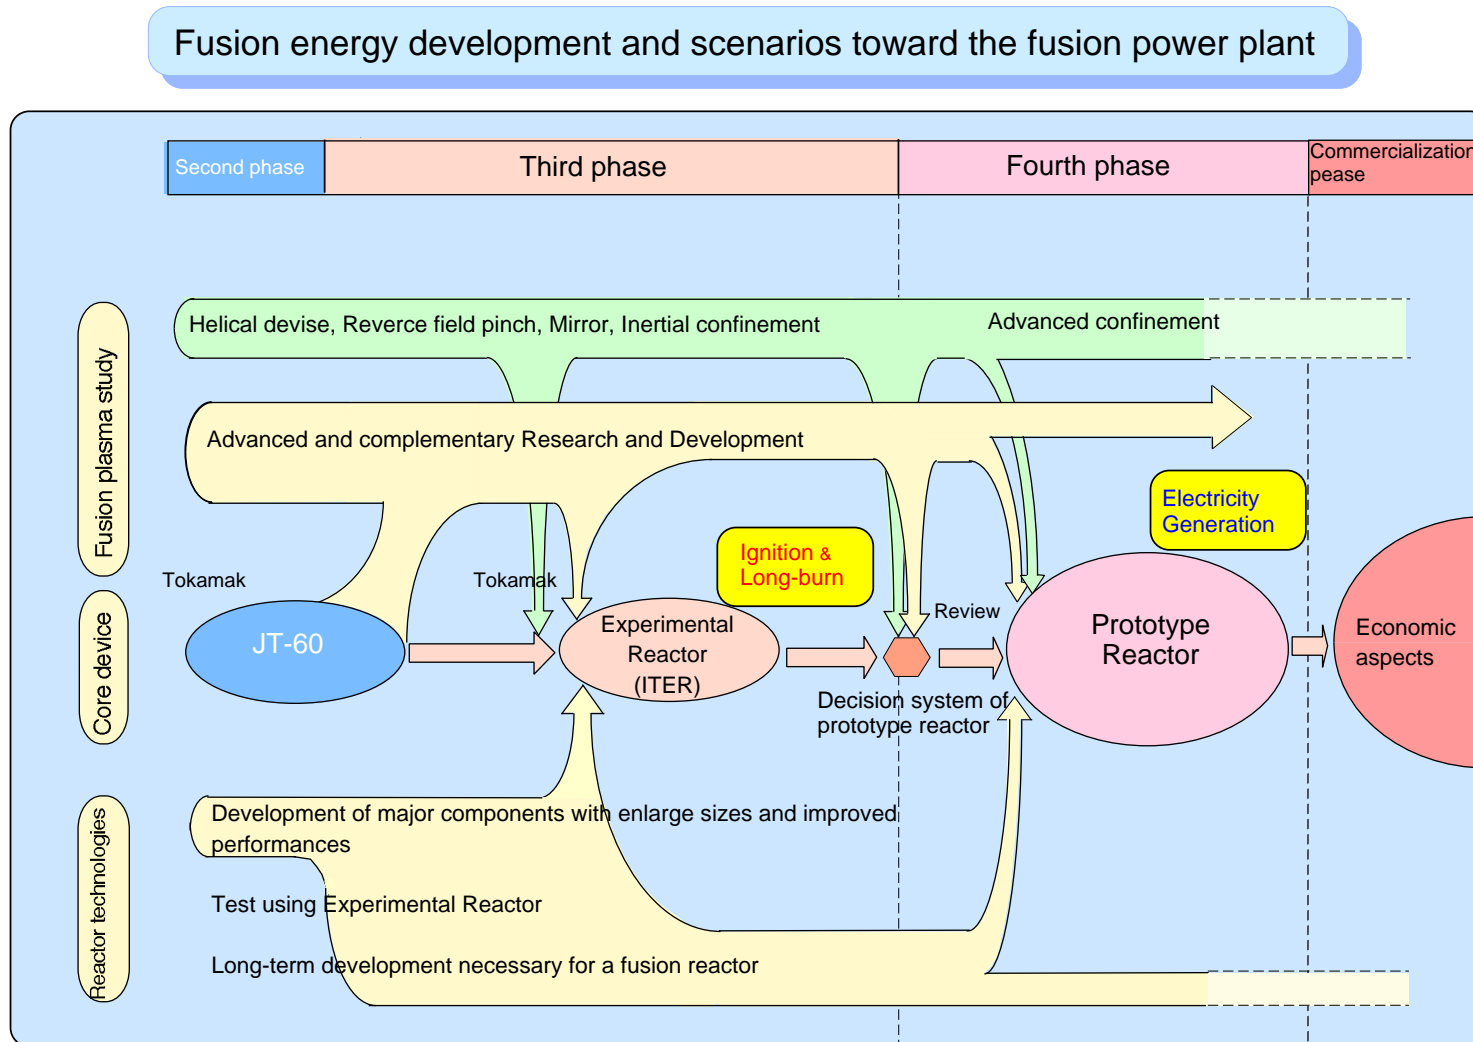 Fusion energy development and scenarios toward the fusion power plant
Second phase
Third phase
Fourth phase
Commercialization
pease
Fusion plasma study
Helical devise, Reverce field pinch, Mirror, Inertial confinement
Advanced confinement
Advanced and complementary Research and Development
Electricity
Generation
Ignition &
Long-burn
Core device
Tokamak
Tokamak
JT-60
Experimental
Reactor
(ITER)
Review
Decision system of
prototype reactor
Prototype
Reactor
Economic
aspects
Reactor technologies
Development of major components with enlarge sizes and improved
performances
Test using Experimental Reactor
Long-term development necessary for a fusion reactor